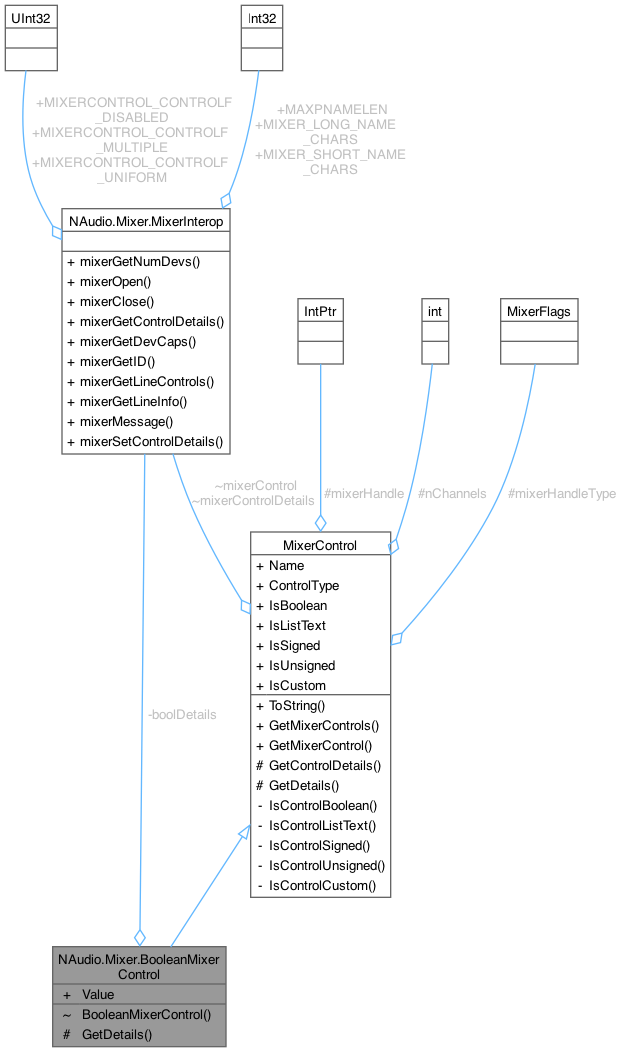 UInt32
Int32
+MIXERCONTROL_CONTROLF
_DISABLED
+MIXERCONTROL_CONTROLF
_MULTIPLE
+MIXERCONTROL_CONTROLF
_UNIFORM
+MAXPNAMELEN
+MIXER_LONG_NAME
_CHARS
+MIXER_SHORT_NAME
_CHARS
NAudio.Mixer.MixerInterop
+ mixerGetNumDevs()
+ mixerOpen()
+ mixerClose()
+ mixerGetControlDetails()
+ mixerGetDevCaps()
+ mixerGetID()
+ mixerGetLineControls()
+ mixerGetLineInfo()
+ mixerMessage()
+ mixerSetControlDetails()
IntPtr
int
MixerFlags
~mixerControl
~mixerControlDetails
#mixerHandle
#nChannels
#mixerHandleType
MixerControl
+ Name
+ ControlType
+ IsBoolean
+ IsListText
+ IsSigned
+ IsUnsigned
+ IsCustom
+ ToString()
+ GetMixerControls()
+ GetMixerControl()
# GetControlDetails()
# GetDetails()
- IsControlBoolean()
- IsControlListText()
- IsControlSigned()
- IsControlUnsigned()
- IsControlCustom()
-boolDetails
NAudio.Mixer.BooleanMixer
Control
+ Value
~ BooleanMixerControl()
# GetDetails()